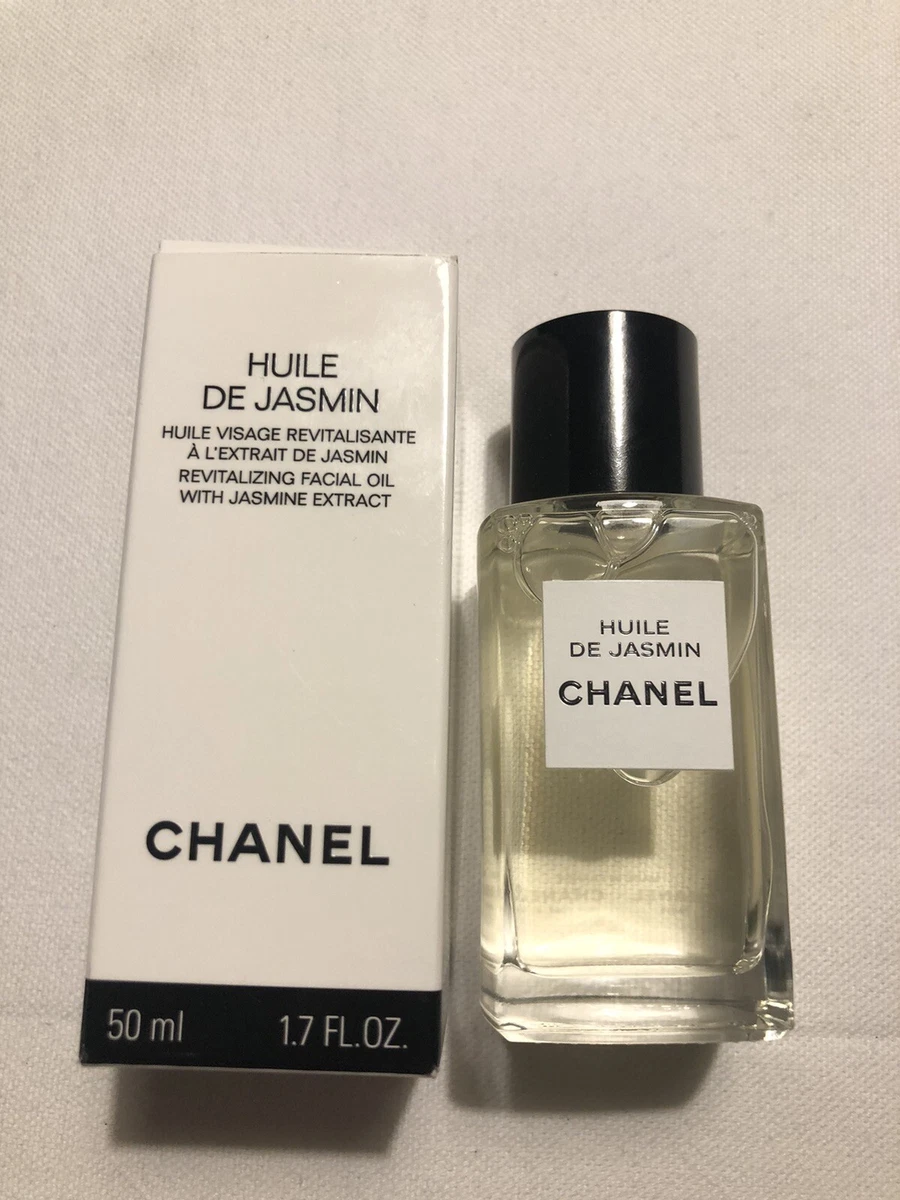 HUILE
DE JASMIN
HUILE VISAGE REVITALISANTE
À L'EXTRAIT DE JASMIN
REVITALIZING FACIAL OIL
WITH JASMINE EXTRACT
CHANEL
50 ml 1.7 FL.OZ.
HUILE
DE JASMIN
CHANEL